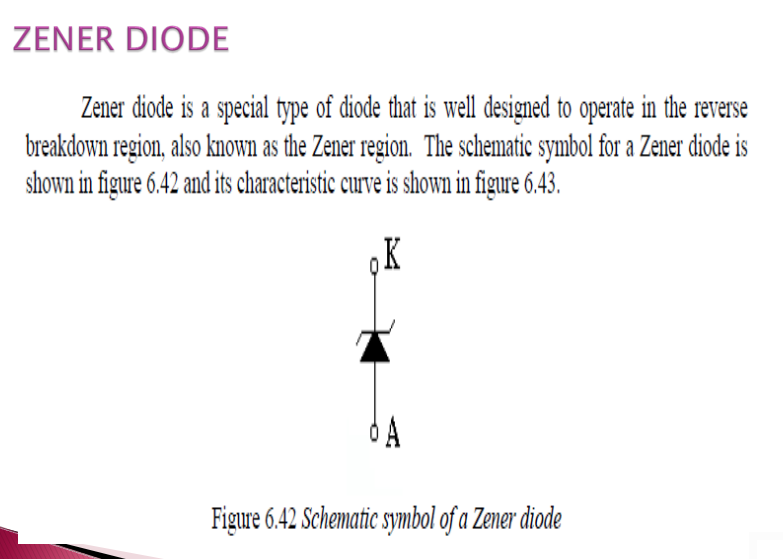 ZENER DIODE
Zener diode is a special type of diode that is well designed to operate in the reverse
breakdown region, also known as the Zener region. The schematic symbol for a Zener diode is
shown in figure 6.42 and its characteristic curve is shown in figure 6.43.
K
A
Figure 6.42 Schematic symbol of a Zener diode